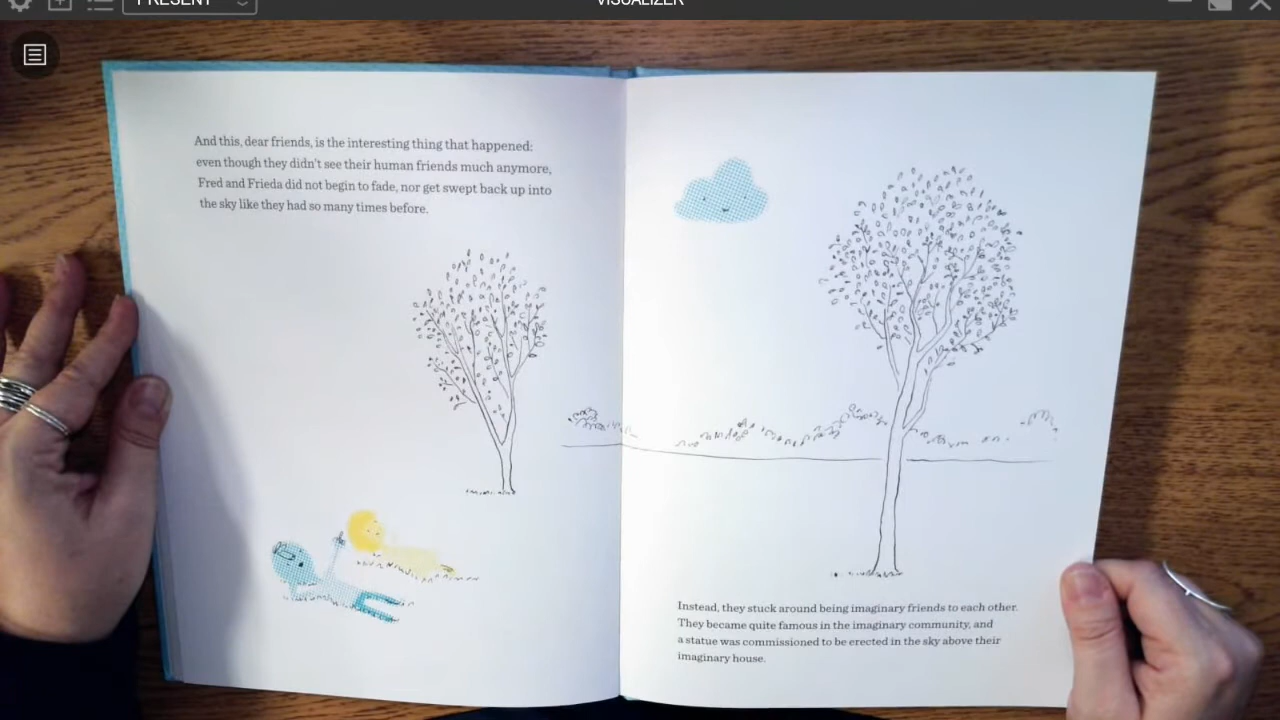 PRESENT
VISUALIZER
And this, dear friends, is the interesting thing that happened:
even though they didn't see their human friends much anymore,
Fred and Frieda did not begin to fade, nor get swept back up into
the sky like they had so many times before.
Instead, they stuck around being imaginary friends to each other.
They became quite famous in the imaginary community, and
a statue was commissioned to be erected in the sky above their
imaginary house.